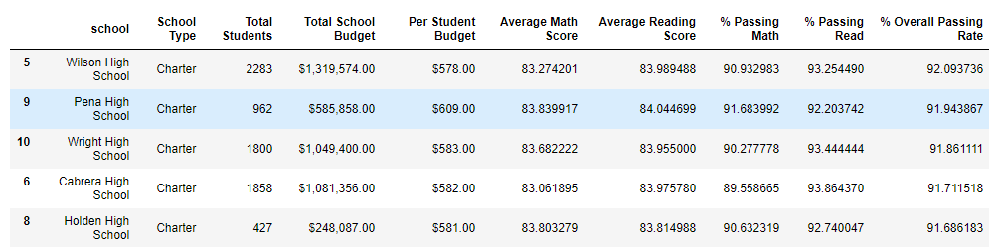 school School Type Total Students Total School Budget Per Student Budget Average Math Score Average Reading Score % Passing Math % Passing Read % Overall Passing Rate
5 Wilson High School Charter 2283 $1,319,574.00 $578.00 83.274201 83.989488 90.932983 93.254490 92.093736
9 Pena High School Charter 962 $585,858.00 $609.00 83.839917 84.044699 91.683992 92.203742 91.943867
10 Wright High School Charter 1800 $1,049,400.00 $583.00 83.682222 83.955000 90.277778 93.444444 91.861111
6 Cabrera High School Charter 1858 $1,081,356.00 $582.00 83.061895 83.975780 89.558665 93.864370 91.711518
8 Holden High School Charter 427 $248,087.00 $581.00 83.803279 83.814988 90.632319 92.740047 91.686183